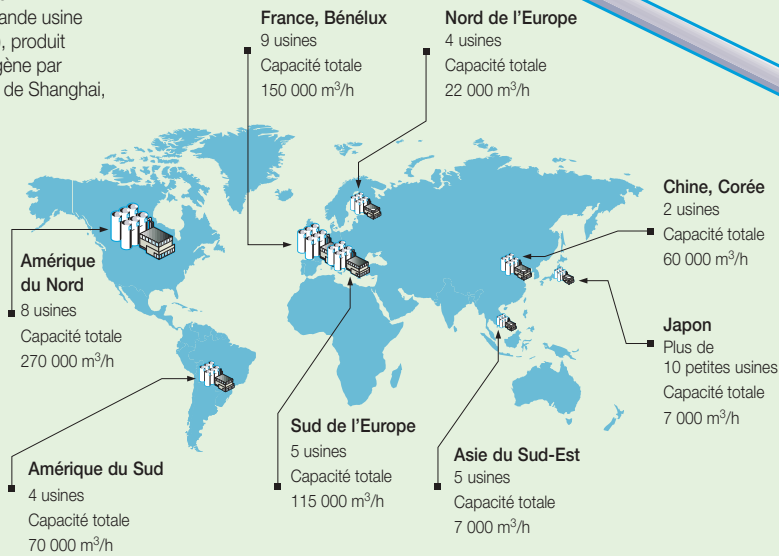 ande usine
, produit
gène par
de Shanghai,
France, Bénélux
9 usines
Capacité totale
150 000 m³/h
Nord de l'Europe
4 usines
Capacité totale
22 000 m³/h
Chine, Corée
2 usines
Capacité totale
60 000 m³/h
Amérique
du Nord
8 usines
Capacité totale
270 000 m³/h
Japon
Plus de
10 petites usines
Capacité totale
7 000 m³/h
Sud de l'Europe
5 usines
Capacité totale
115 000 m³/h
Asie du Sud-Est
5 usines
Capacité totale
7 000 m³/h
Amérique du Sud
4 usines
Capacité totale
70 000 m³/h